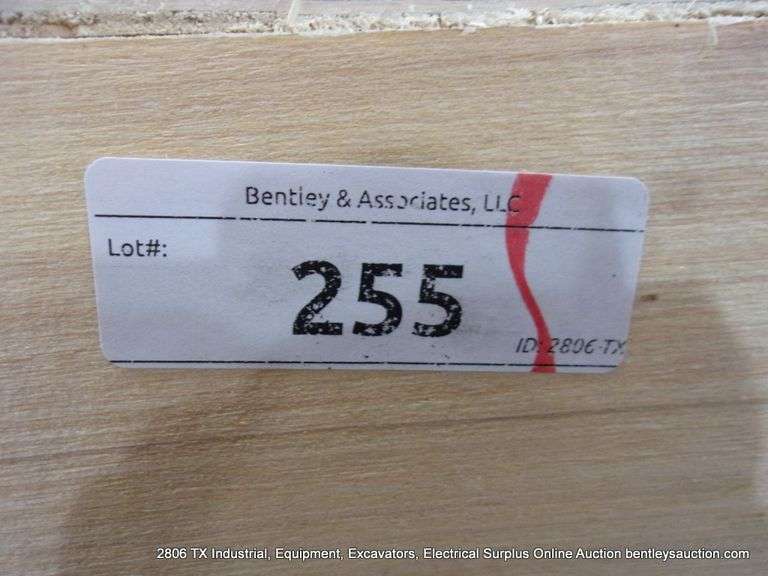 Bentley & Associates, LLC
Lot#:
255
ID: 2806-TX
2806 TX Industrial, Equipment, Excavators, Electrical Surplus Online Auction bentleysauction.com